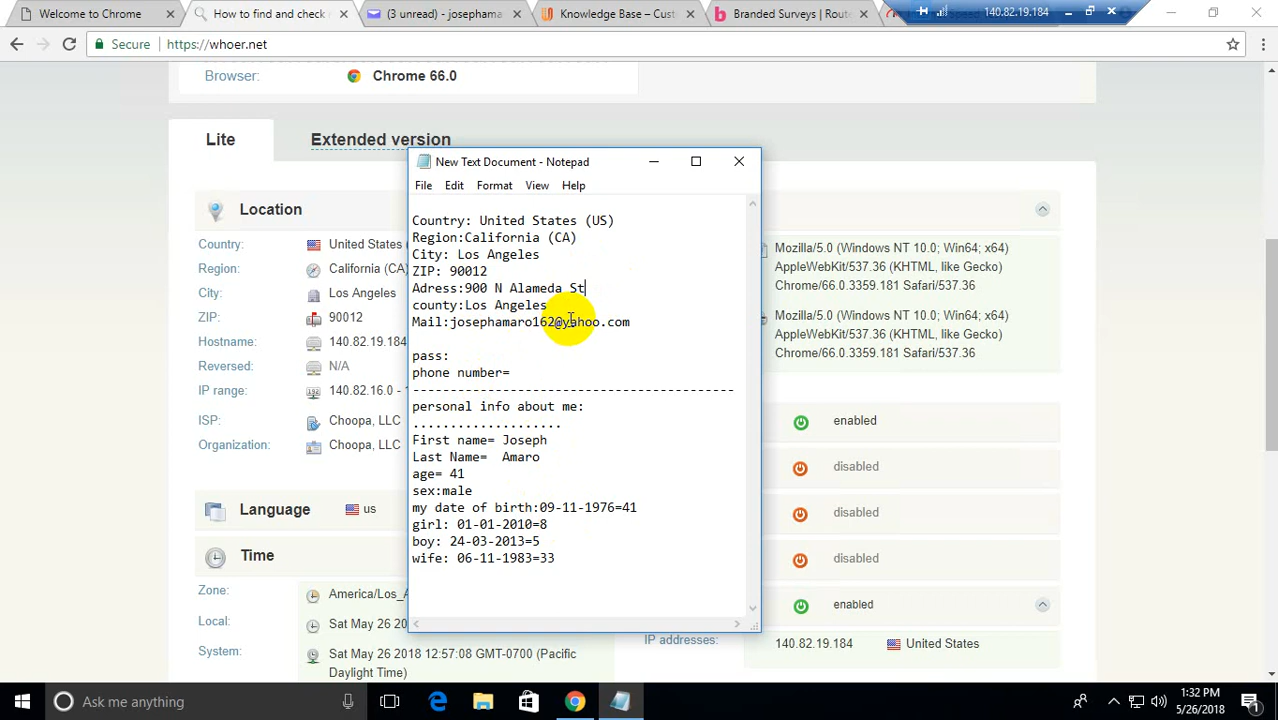 Welcome to Chrome
How to find and check
(3 unread) - josephama
Knowledge Base – Cust
Branded Surveys | Rout
140.82.19.184
Secure
https://whoer.net
Browser:
Chrome 66.0
Lite
Extended version
New Text Document - Notepad
File Edit Format View Help
Country: United States (US)
Region:California (CA)
City: Los Angeles
ZIP: 90012
Adress:900 N Alameda St
county:Los Angeles
Mail:josephamaro162@yahoo.com
pass:
phone number=
-------------------------------------------
personal info about me:
....................
First name= Joseph
Last Name= Amaro
age= 41
sex:male
my date of birth:09-11-1976=41
girl: 01-01-2010=8
boy: 24-03-2013=5
wife: 06-11-1983=33
Location
Country:
United States (
Region:
California (CA)
City:
Los Angeles
ZIP:
90012
Hostname:
140.82.19.184
Reversed:
N/A
IP range:
140.82.16.0 -
ISP:
Choopa, LLC
Organization:
Choopa, LLC
Language
us
Time
Zone:
America/Los_A
Local:
Sat May 26 20
System:
Sat May 26 2018 12:57:08 GMT-0700 (Pacific
Daylight Time)
Mozilla/5.0 (Windows NT 10.0; Win64; x64)
AppleWebKit/537.36 (KHTML, like Gecko)
Chrome/66.0.3359.181 Safari/537.36
Mozilla/5.0 (Windows NT 10.0; Win64; x64)
AppleWebKit/537.36 (KHTML, like Gecko)
Chrome/66.0.3359.181 Safari/537.36
enabled
disabled
disabled
disabled
enabled
IP addresses:
140.82.19.184
United States
Ask me anything
1:32 PM
5/26/2018